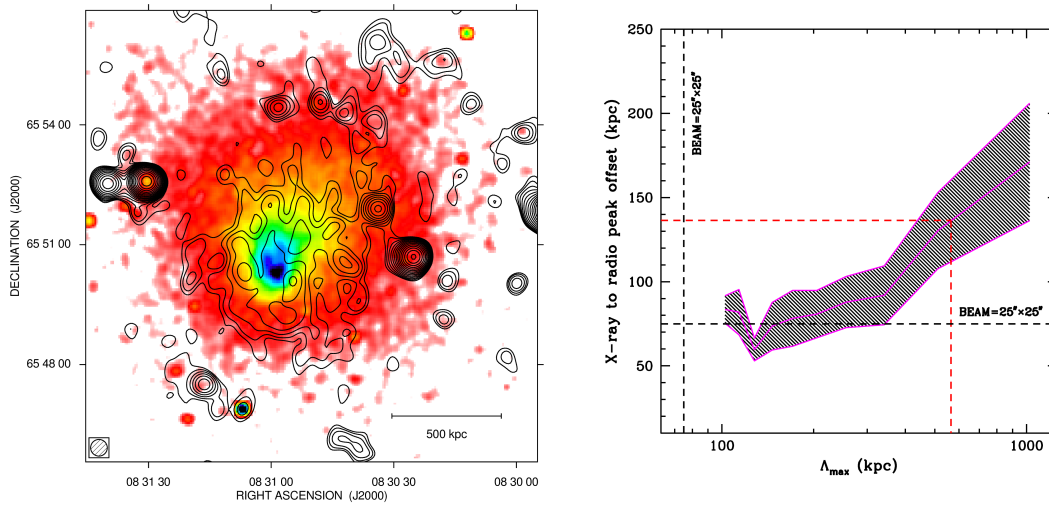 DECLINATION (J2000)
65 54 00
65 51 00
65 48 00
500 kpc
08 31 30
08 31 00
08 30 30
08 30 00
RIGHT ASCENSION (J2000)
X-ray to radio peak offset (kpc)
250
200
150
100
50
BEAM=25"×25"
BEAM=25"×25"
100
1000
Λmax (kpc)